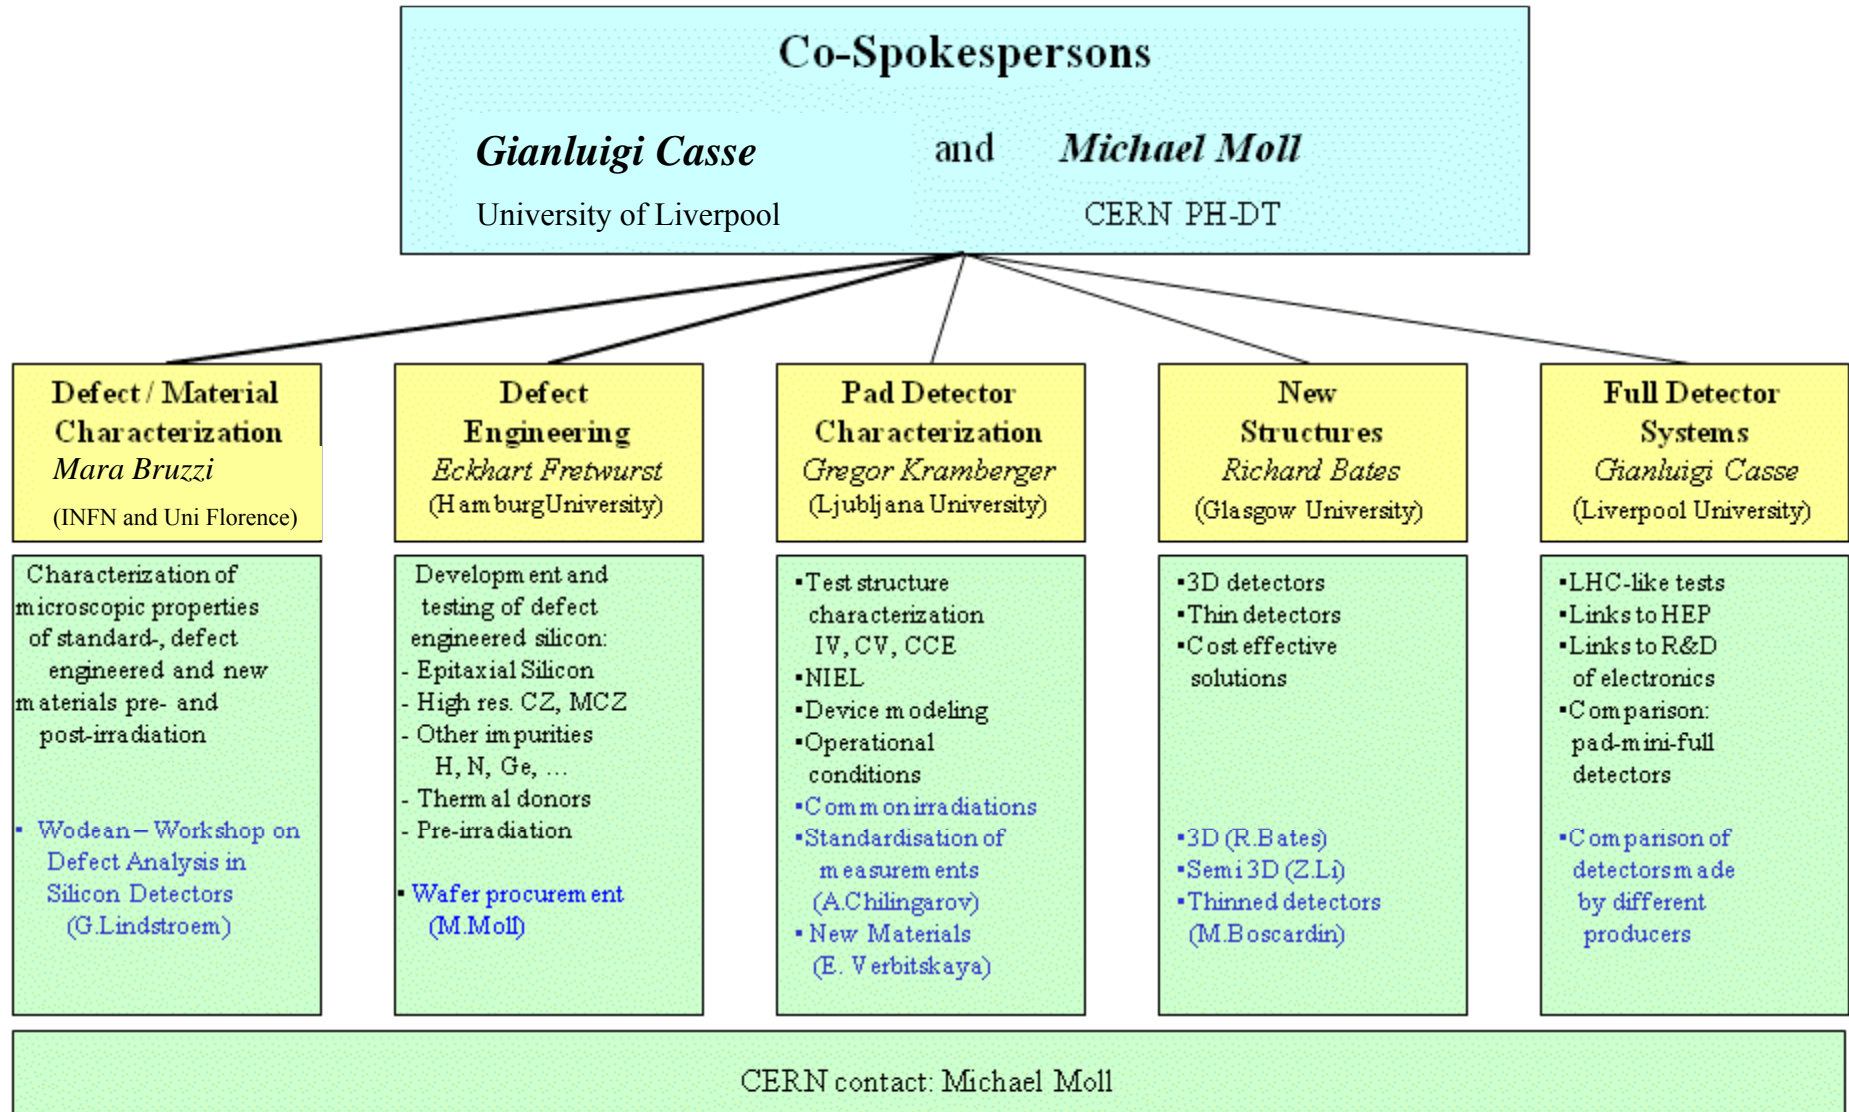 Co-Spokespersons
Gianluigi Casse and Michael Moll
University of Liverpool CERN PH-DT
Defect / Material
Characterization
Mara Bruzzi
(INFN and Uni Florence)
Characterization of
microscopic properties
of standard-, defect
engineered and new
materials pre- and
post-irradiation
▪ Wodean – Workshop on
Defect Analysis in
Silicon Detectors
(G.Lindstroem)
Defect
Engineering
Eckhart Fretwurst
(Hamburg University)
Development and
testing of defect
engineered silicon:
- Epitaxial Silicon
- High res. CZ, MCZ
- Other impurities
H, N, Ge, ...
- Thermal donors
- Pre-irradiation
▪ Wafer procurement
(M.Moll)
Pad Detector
Characterization
Gregor Kramberger
(Ljubljana University)
▪Test structure
characterization
IV, CV, CCE
▪NIEL
▪Device modeling
▪Operational
conditions
▪Common irradiations
▪Standardisation of
measurements
(A.Chilingarov)
▪ New Materials
(E. Verbitskaya)
New
Structures
Richard Bates
(Glasgow University)
▪3D detectors
▪Thin detectors
▪Cost effective
solutions
▪3D (R.Bates)
▪Semi 3D (Z.Li)
▪Thinned detectors
(M.Boscardin)
Full Detector
Systems
Gianluigi Casse
(Liverpool University)
▪LHC-like tests
▪Links to HEP
▪Links to R&D
of electronics
▪Comparison:
pad-mini-full
detectors
▪Comparison of
detectors made
by different
producers
CERN contact: Michael Moll